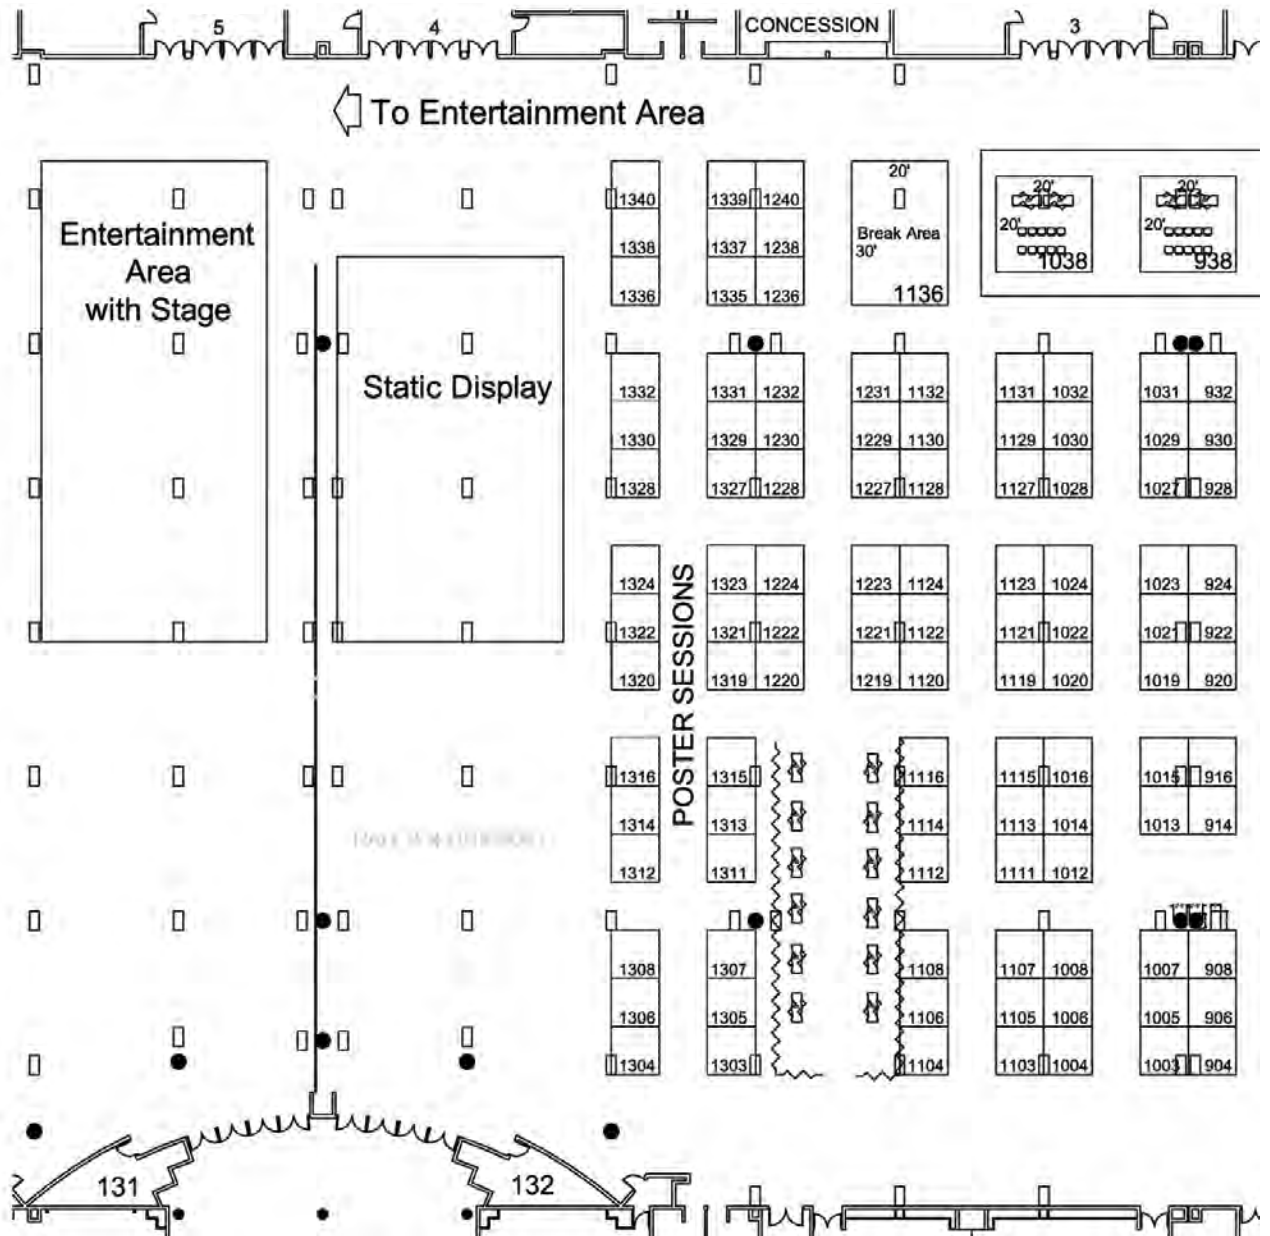 5 4 CONCESSION 3
To Entertainment Area
Entertainment
Area
with Stage
Static Display
POSTER SESSIONS
20'
Break Area
30'
1136
20'
20'
1038
20'
20'
938
1340 1339 1240
1338 1337 1238
1336 1335 1236
1332 1331 1232 1231 1132 1131 1032 1031 932
1330 1329 1230 1229 1130 1129 1030 1029 930
1328 1327 1228 1227 1128 1127 1028 1027 928
1324 1323 1224 1223 1124 1123 1024 1023 924
1322 1321 1222 1221 1122 1121 1022 1021 922
1320 1319 1220 1219 1120 1119 1020 1019 920
1316 1315 1116 1115 1016 1015 916
1314 1313 1114 1113 1014 1013 914
1312 1311 1112 1111 1012
1308 1307 1108 1107 1008 1007 908
1306 1305 1106 1105 1006 1005 906
1304 1303 1104 1103 1004 1003 904
131 132